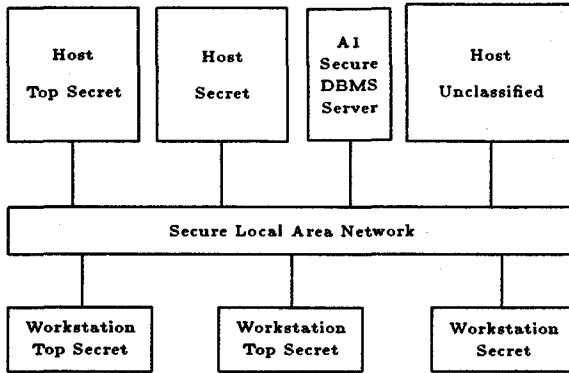 Host
Top Secret
Host
Secret
A1
Secure
DBMS
Server
Host
Unclassified
Secure Local Area Network
Workstation
Top Secret
Workstation
Top Secret
Workstation
Secret